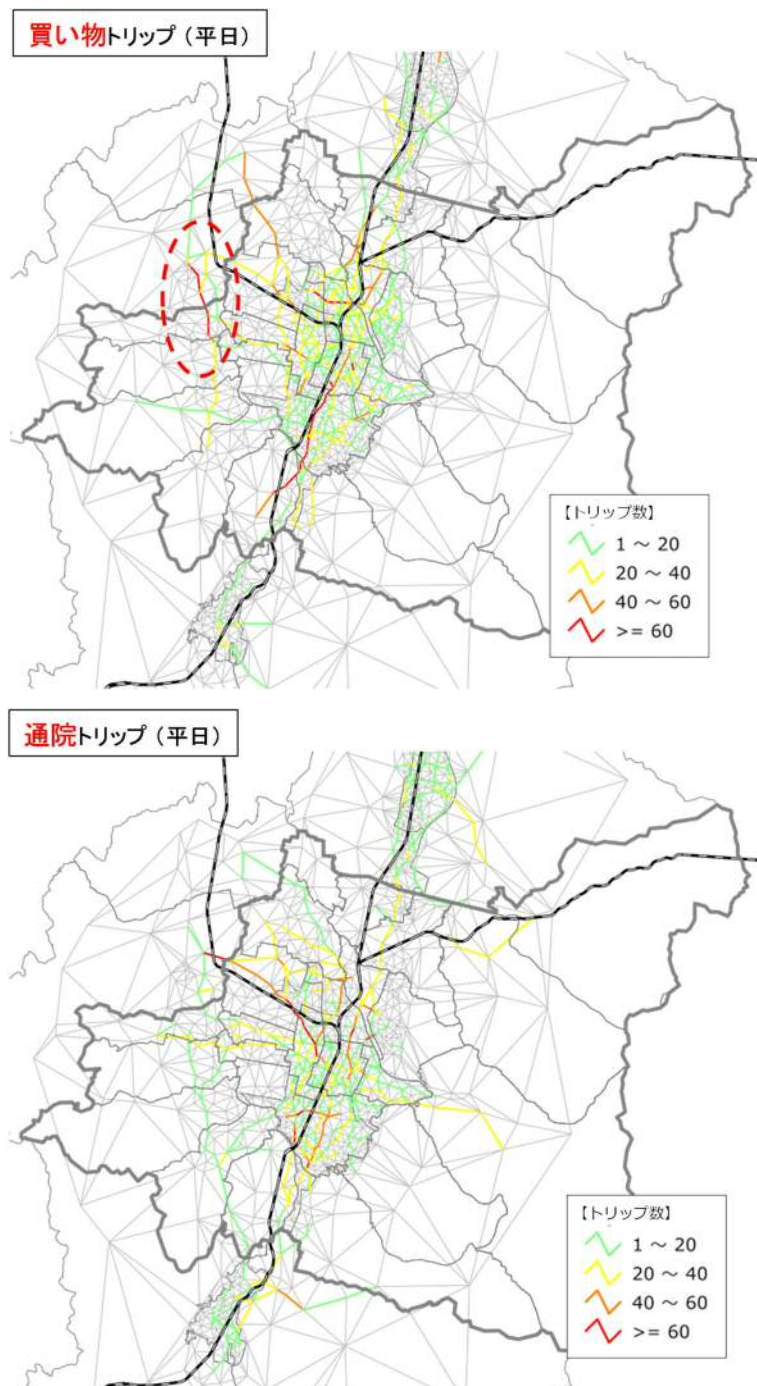 買い物トリップ（平日）
【トリップ数】
1 ～ 20
20 ～ 40
40 ～ 60
>= 60
通院トリップ（平日）
【トリップ数】
1 ～ 20
20 ～ 40
40 ～ 60
>= 60